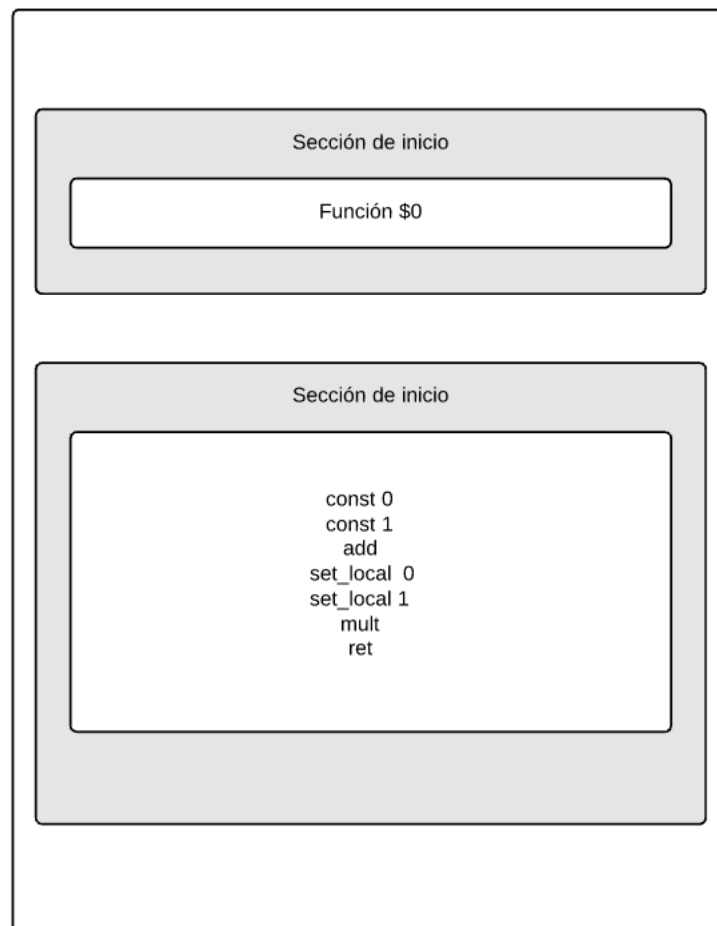 Sección de inicio
Función $0
Sección de inicio
const 0
const 1
add
set_local 0
set_local 1
mult
ret